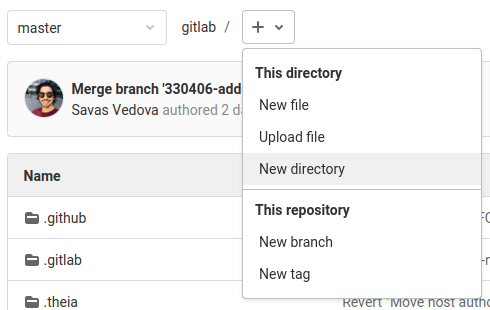 master
gitlab /
This directory
New file
Merge branch '330406-add
Savas Vedova authored 2 da
Upload file
New directory
Name
This repository
.github
New branch
.gitlab
New tag
.theia
Revert "Move host autho